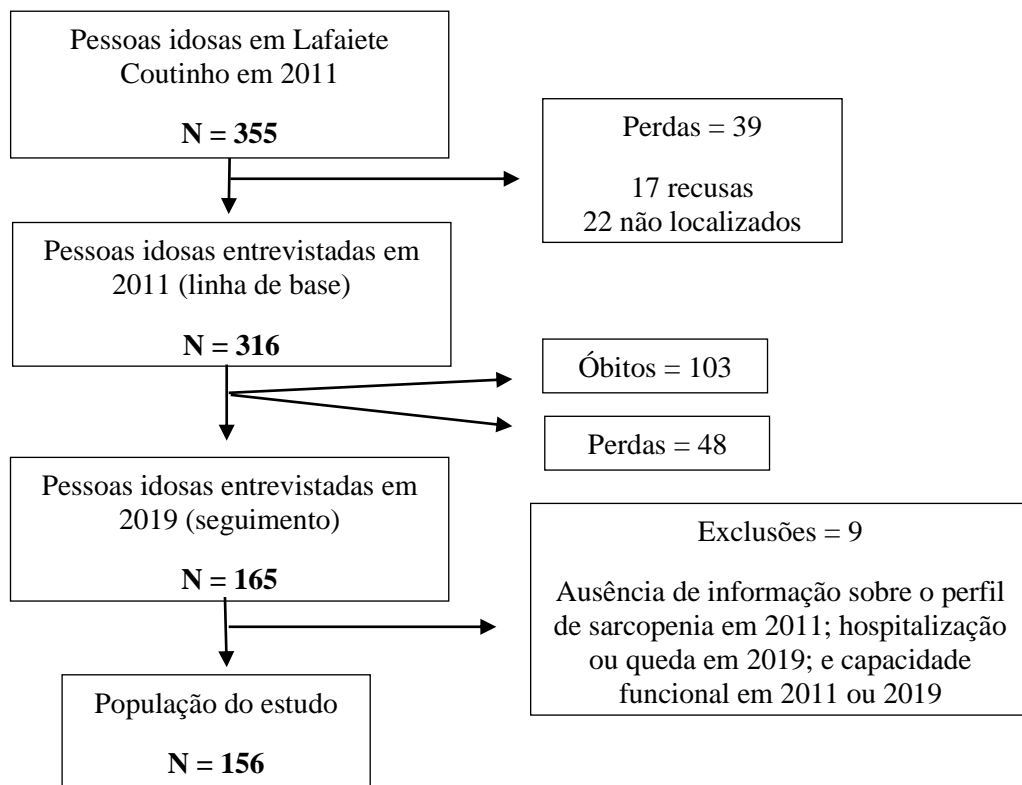 Pessoas idosas em Lafaiete
Coutinho em 2011
N = 355
Perdas = 39
17 recusas
22 não localizados
Pessoas idosas entrevistadas em
2011 (linha de base)
N = 316
Óbitos = 103
Perdas = 48
Pessoas idosas entrevistadas em
2019 (seguimento)
N = 165
Exclusões = 9
Ausência de informação sobre o perfil
de sarcopenia em 2011; hospitalização
ou queda em 2019; e capacidade
funcional em 2011 ou 2019
População do estudo
N = 156